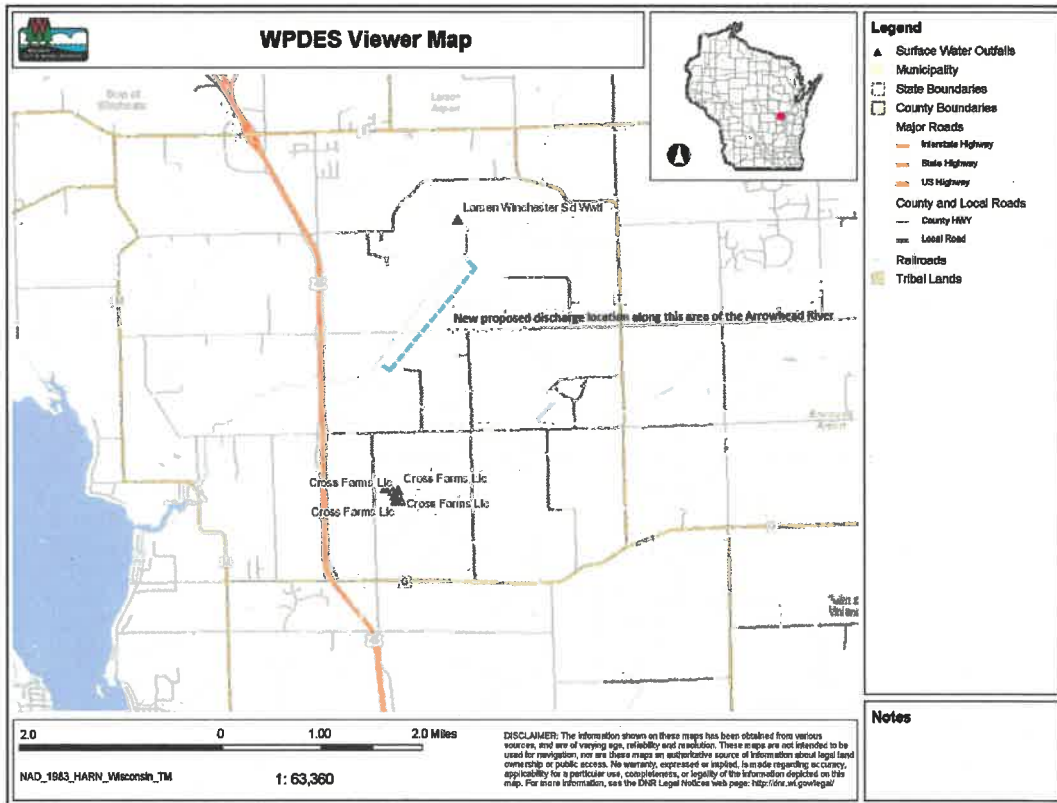 WPDES Viewer Map
Legend
Surface Water Outfalls
Municipality
State Boundaries
County Boundaries
Major Roads
Interstate Highway
State Highway
US Highway
County and Local Roads
County HWY
Local Road
Railroads
Tribal Lands
Larsen
Airport
Larsen Winchester Sd Wwtf
New proposed discharge location along this area of the Arrowhead River
Airport
Cross Farms Llc
Cross Farms Llc
Cross Farms Llc
Cross Farms Llc
G
Notes
2.0
0
1.00
2.0 Miles
NAD_1983_HARN_Wisconsin_TM
1: 63,360
DISCLAIMER: The information shown on these maps has been obtained from various
sources, and are of varying age, reliability and resolution. These maps are not intended to be
used for navigation, nor are these maps an authoritative source of information about legal land
ownership or public access. No warranty, expressed or implied, is made regarding accuracy,
applicability for a particular use, completeness, or legality of the information depicted on this
map. For more information, see the DNR Legal Notices web page: http://dnr.wi.gov/legal/